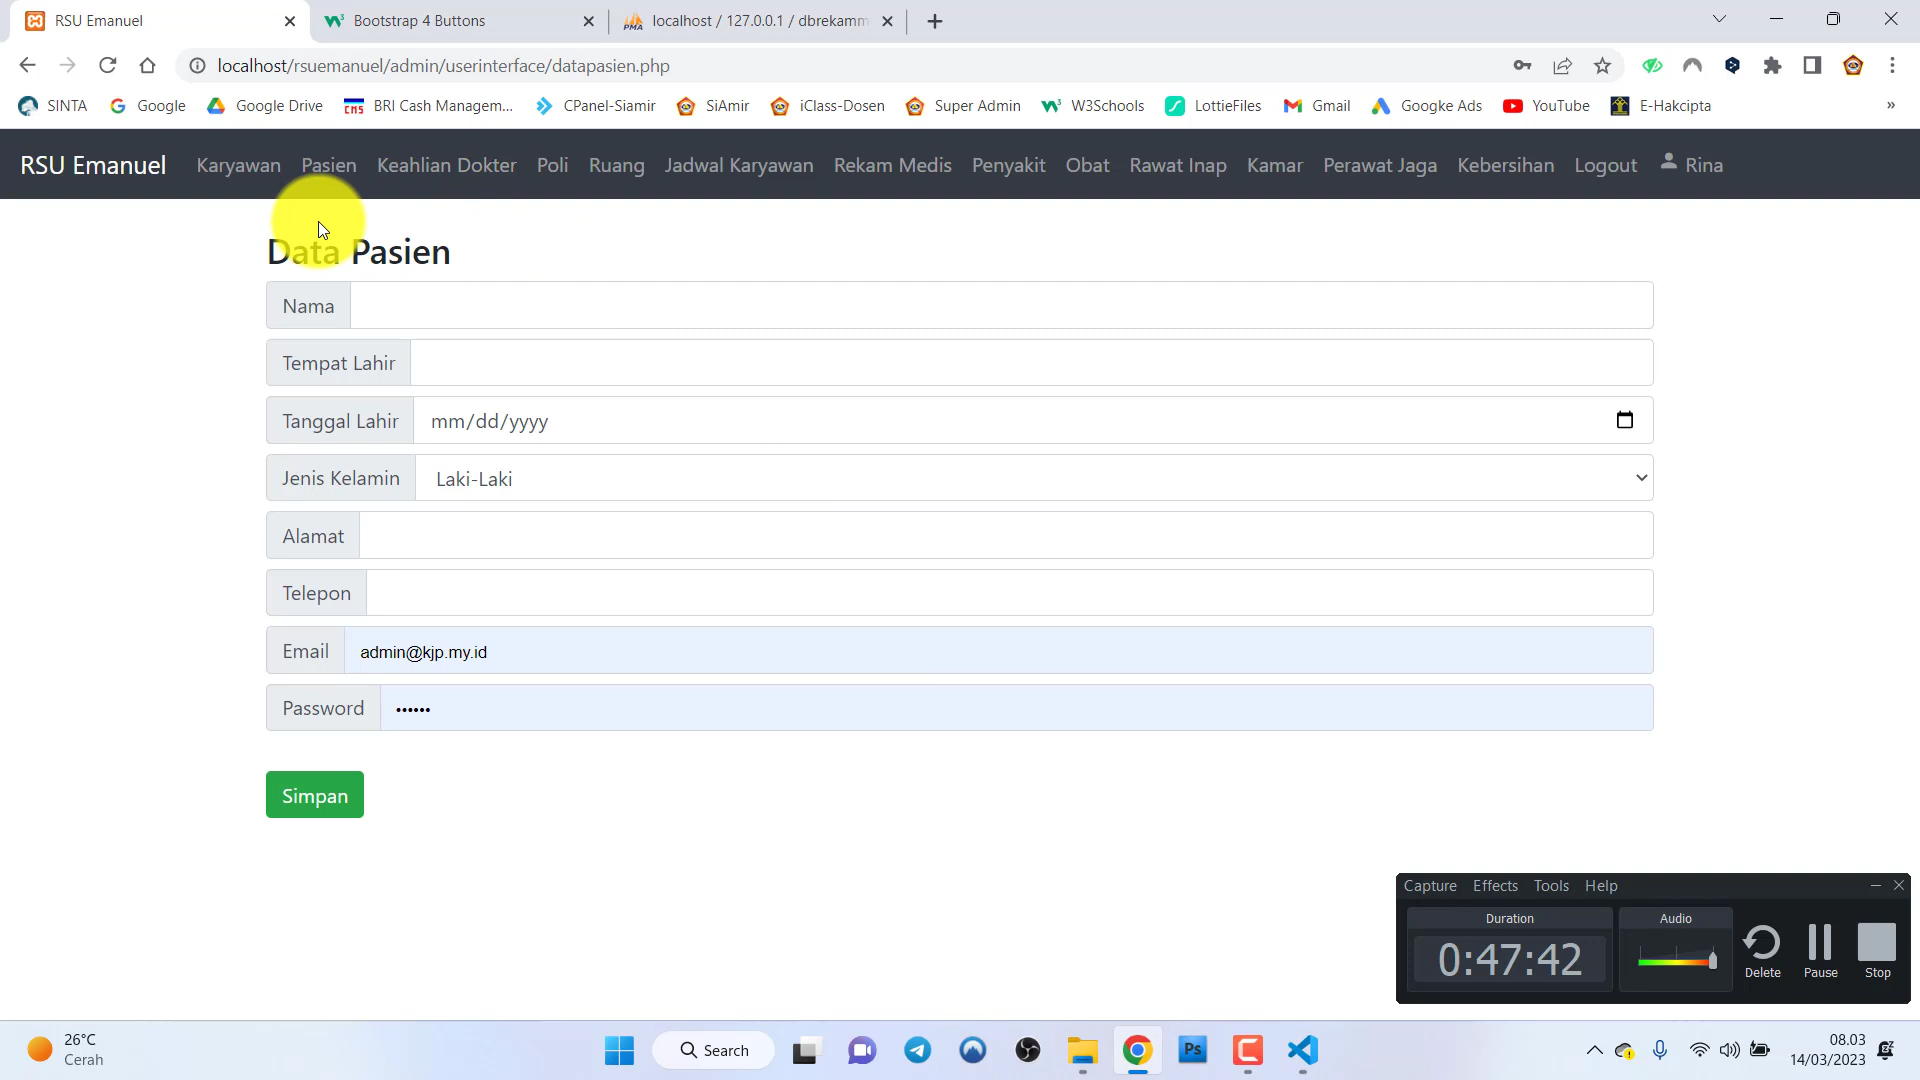 RSU Emanuel
Bootstrap 4 Buttons
PMA
localhost / 127.0.0.1 / dbrekamm
localhost/rsuemanuel/admin/userinterface/datapasien.php
SINTA
Google
Google Drive
CMS
BRI Cash Managem...
CPanel-Siamir
SiAmir
iClass-Dosen
Super Admin
W3Schools
LottieFiles
Gmail
Googke Ads
YouTube
E-Hakcipta
»
RSU Emanuel
Karyawan
Pasien
Keahlian Dokter
Poli
Ruang
Jadwal Karyawan
Rekam Medis
Penyakit
Obat
Rawat Inap
Kamar
Perawat Jaga
Kebersihan
Logout
Rina
Data Pasien
Nama
Tempat Lahir
Tanggal Lahir
mm/dd/yyyy
Jenis Kelamin
Laki-Laki
Alamat
Telepon
Email
admin@kjp.my.id
Password
••••••
Simpan
Capture
Effects
Tools
Help
Duration
Audio
0:47:42
Delete
Pause
Stop
26°C
Cerah
Search
Ps
08.03
14/03/2023